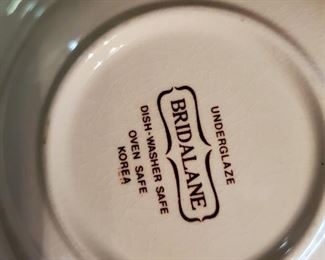 UNDERGLAZE
BRIDALANE
DISH-WASHER SAFE
OVEN SAFE
KOREA